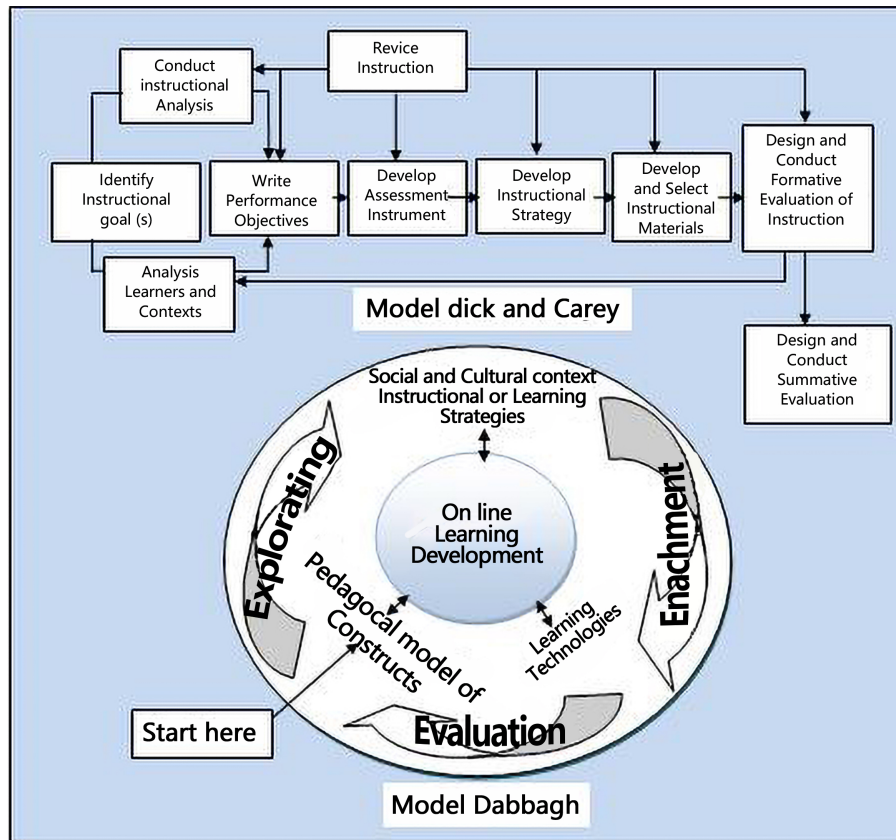 Revice
Instruction
Conduct
instructional
Analysis
Identify
Instructional
goal (s)
Write
Performance
Objectives
Develop
Assessment
Instrument
Develop
Instructional
Strategy
Develop
and Select
Instructional
Materials
Design and
Conduct
Formative
Evaluation of
Instruction
Analysis
Learners and
Contexts
Model dick and Carey
Design and
Conduct
Summative
Evaluation
Social and Cultural context
Instructional or Learning
Strategies
Explorating
Enachment
On line
Learning
Development
Pedagocal model of
Constructs
Learning
Technologies
Start here
Evaluation
Model Dabbagh